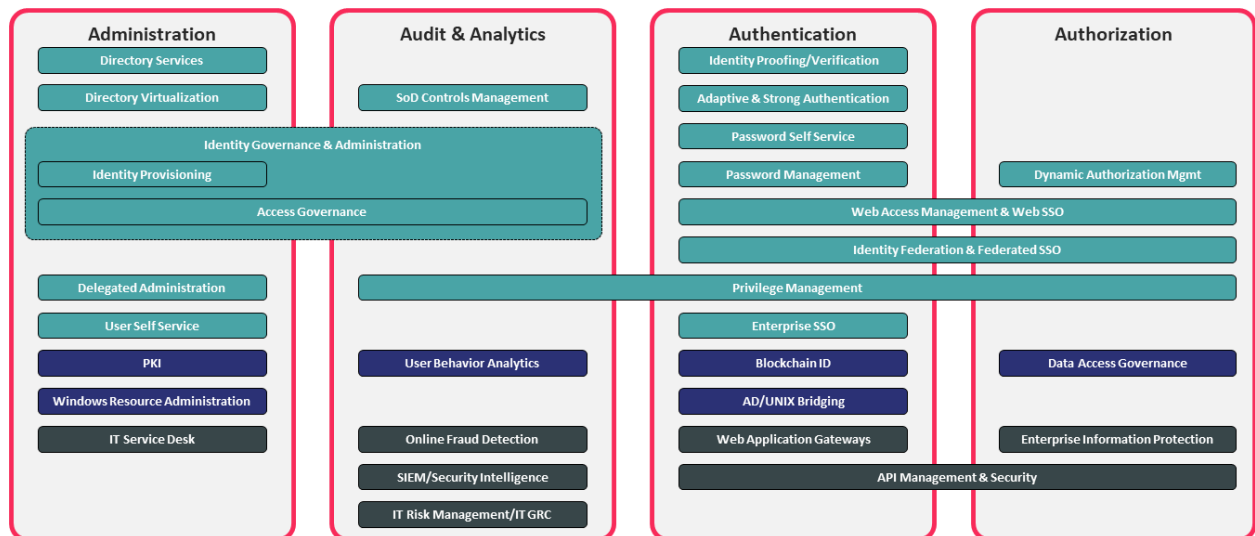 Administration
Audit & Analytics
Authentication
Authorization
Directory Services
Identity Proofing/Verification
Directory Virtualization
SoD Controls Management
Adaptive & Strong Authentication
Password Self Service
Identity Governance & Administration
Identity Provisioning
Password Management
Dynamic Authorization Mgmt
Access Governance
Web Access Management & Web SSO
Identity Federation & Federated SSO
Delegated Administration
Privilege Management
User Self Service
Enterprise SSO
PKI
User Behavior Analytics
Blockchain ID
Data Access Governance
Windows Resource Administration
AD/UNIX Bridging
IT Service Desk
Online Fraud Detection
Web Application Gateways
Enterprise Information Protection
SIEM/Security Intelligence
API Management & Security
IT Risk Management/IT GRC